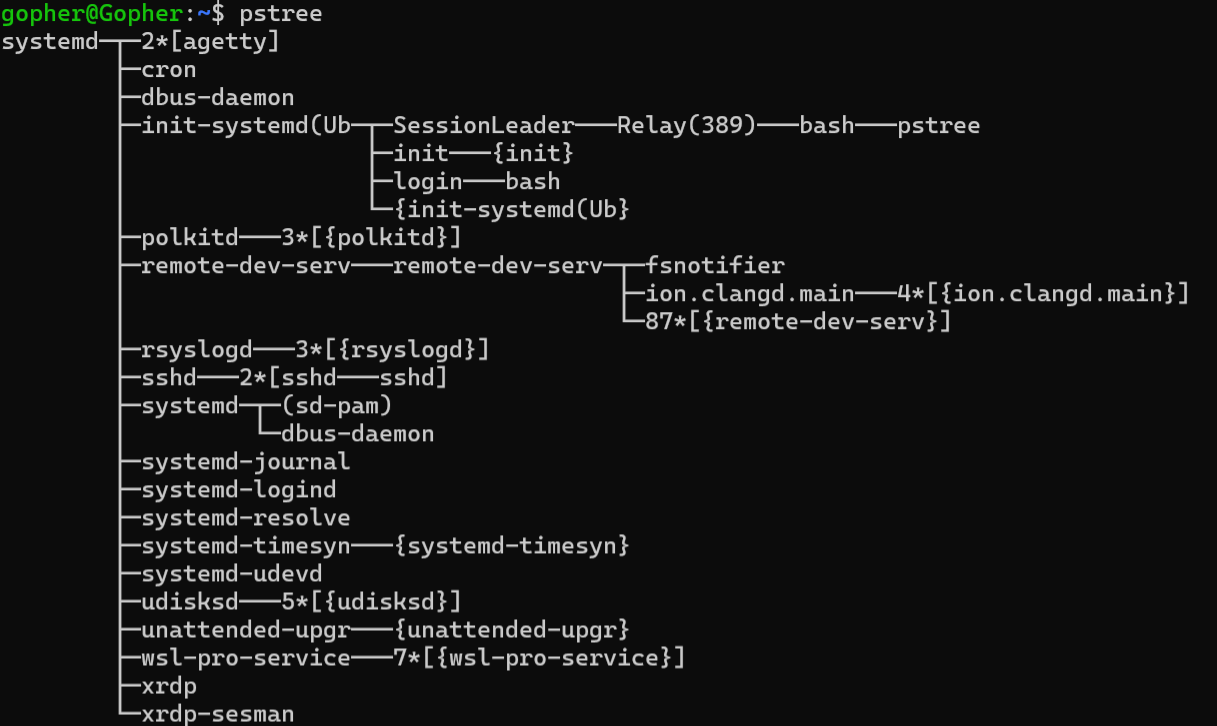 gopher@Gopher:~$ pstree
systemd─┬─2*[agetty]
        ├─cron
        ├─dbus-daemon
        ├─init-systemd(Ub─┬─SessionLeader───Relay(389)───bash───pstree
        │                 ├─init───{init}
        │                 ├─login───bash
        │                 └─{init-systemd(Ub}
        ├─polkitd───3*[{polkitd}]
        ├─remote-dev-serv───remote-dev-serv─┬─fsnotifier
        │                                   ├─ion.clangd.main───4*[{ion.clangd.main}]
        │                                   └─87*[{remote-dev-serv}]
        ├─rsyslogd───3*[{rsyslogd}]
        ├─sshd───2*[sshd───sshd]
        ├─systemd─┬─(sd-pam)
        │         └─dbus-daemon
        ├─systemd-journal
        ├─systemd-logind
        ├─systemd-resolve
        ├─systemd-timesyn───{systemd-timesyn}
        ├─systemd-udevd
        ├─udisksd───5*[{udisksd}]
        ├─unattended-upgr───{unattended-upgr}
        ├─wsl-pro-service───7*[{wsl-pro-service}]
        ├─xrdp
        └─xrdp-sesman